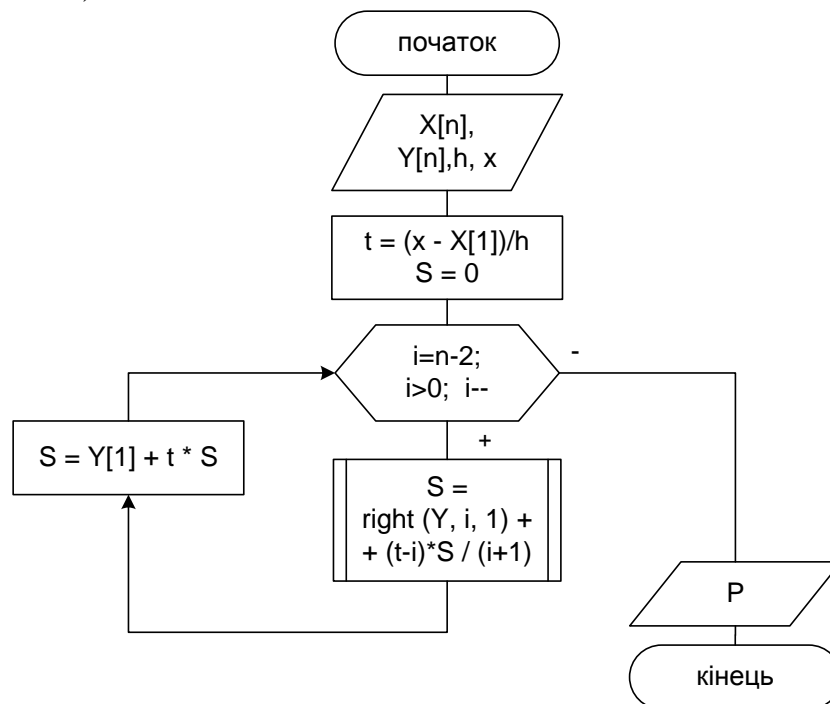 початок
X[n],
Y[n],h, x
t = (x - X[1])/h
S = 0
i=n-2;
i>0; i--
-
+
S = Y[1] + t * S
S =
right (Y, i, 1) +
+ (t-i)*S / (i+1)
P
кінець